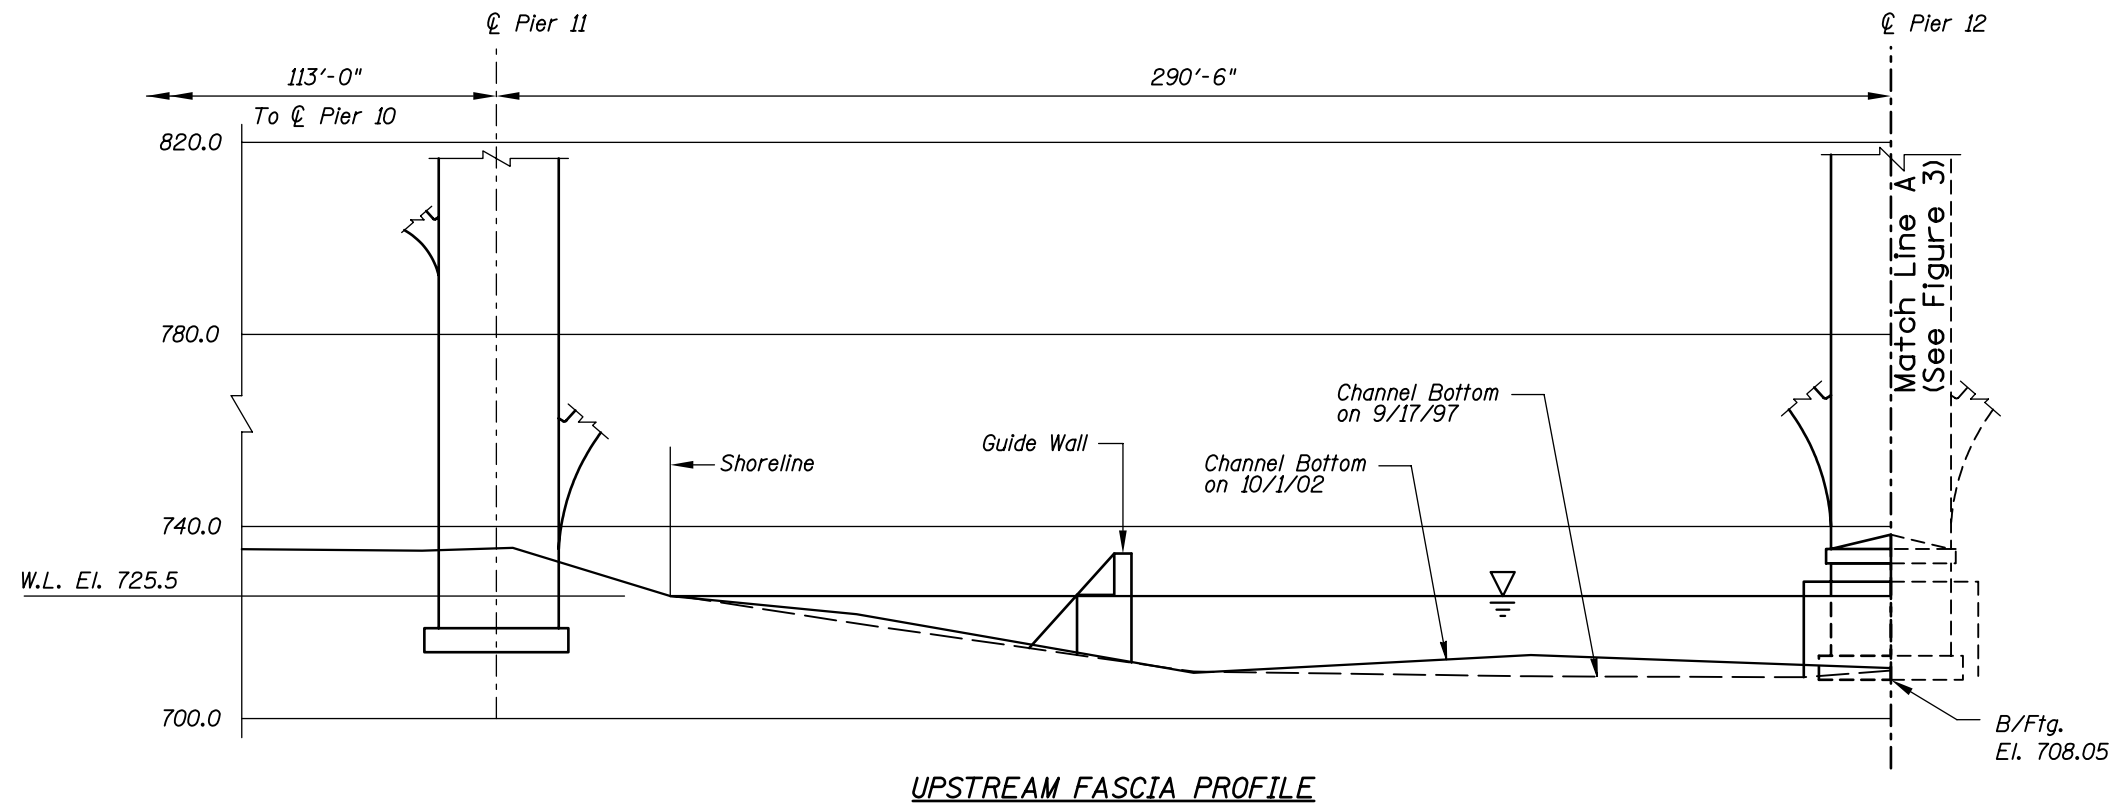 ℄ Pier 11
℄ Pier 12
113'-0"
290'-6"
To ℄ Pier 10
820.0
780.0
740.0
700.0
W.L. El. 725.5
Shoreline
Guide Wall
Channel Bottom
on 10/1/02
Channel Bottom
on 9/17/97
Match Line A
(See Figure 3)
B/Ftg.
El. 708.05
UPSTREAM FASCIA PROFILE